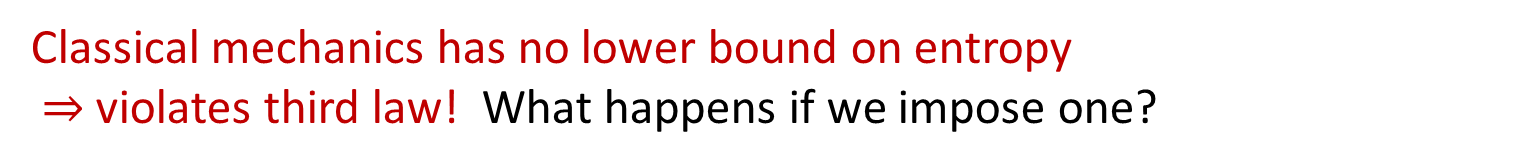 Classical mechanics has no lower bound on entropy
⇒ violates third law! What happens if we impose one?